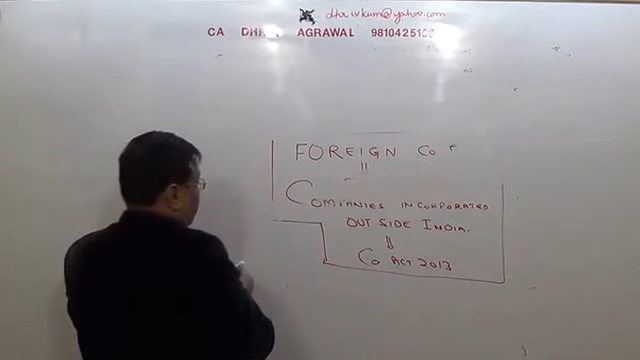 CA AGRAWAL
FOREIGN CO
COMPANIES INCORPORATED
OUT SIDE INDIA.
CO ACT 2013